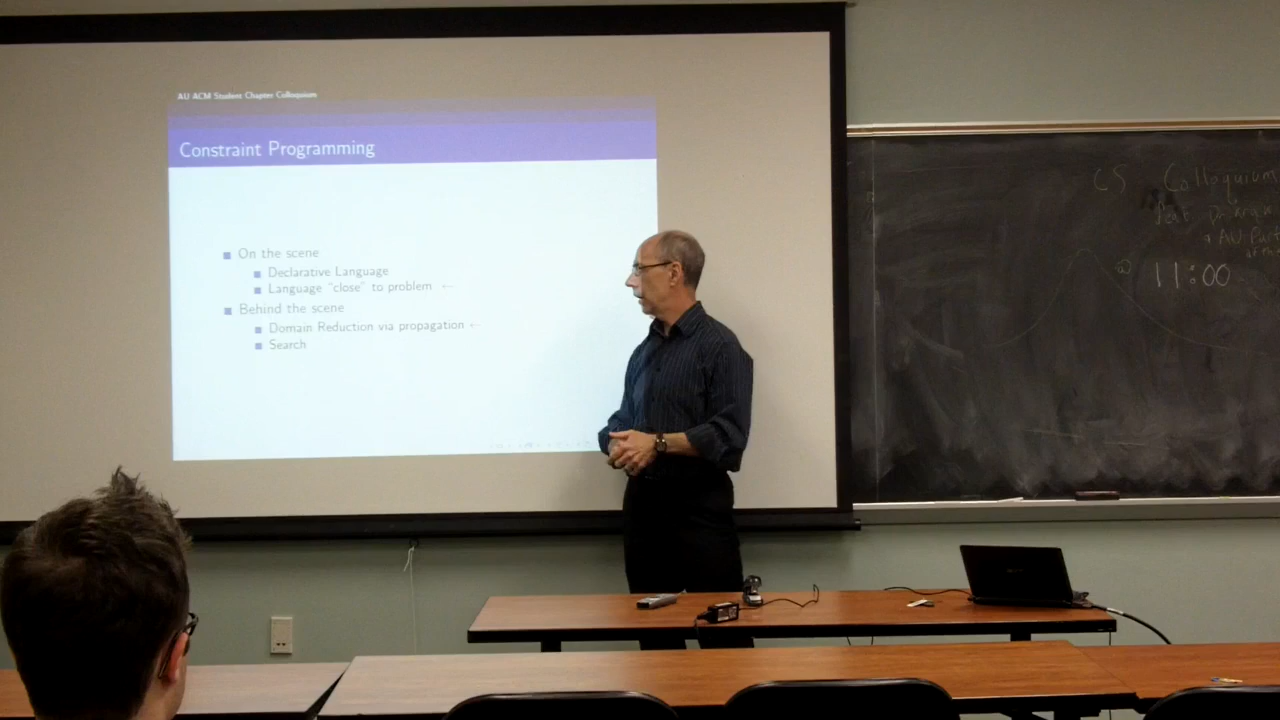 AU ACM Student Chapter Colloquium
Constraint Programming
On the scene
Declarative Language
Language "close" to problem ←
Behind the scene
Domain Reduction via propagation ←
Search
CS Colloquium
AU
11:00